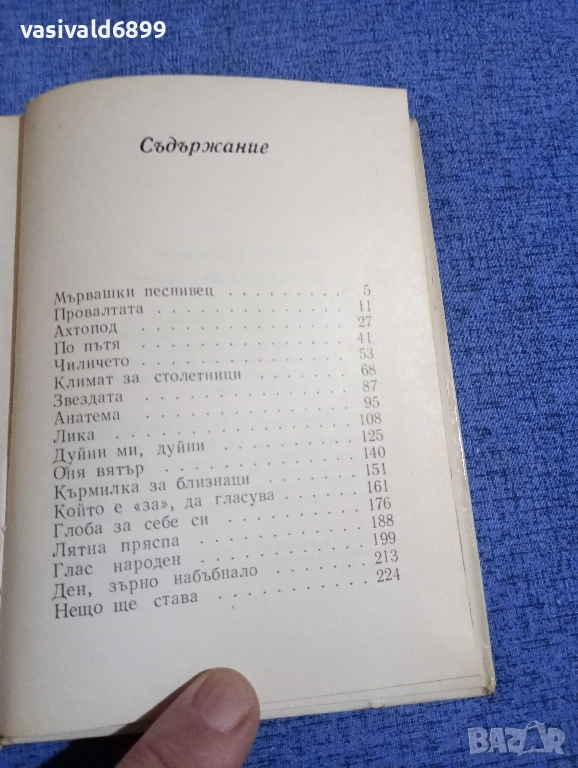 vasivald6899
Съдържание
Мървашки песнивец . . . . . . . . 5
Провалтата . . . . . . . . . . . 11
Ахтопод . . . . . . . . . . . . 27
По пътя . . . . . . . . . . . . 41
Чиличето . . . . . . . . . . . . 53
Климат за столетници . . . . . . . 68
Звездата . . . . . . . . . . . . 87
Анатема . . . . . . . . . . . . 95
Лика . . . . . . . . . . . . . 108
Дуйни ми, дуйни . . . . . . . . . 125
Оня вятър . . . . . . . . . . . 140
Кърмилка за близнаци . . . . . . . 151
Който е «за», да гласува . . . . . . 161
Глоба за себе си . . . . . . . . . 176
Лятна пряспа . . . . . . . . . . 188
Глас народен . . . . . . . . . . 199
Ден, зърно набъбнало . . . . . . . 213
Нещо ще става . . . . . . . . . . 224
BAZAR